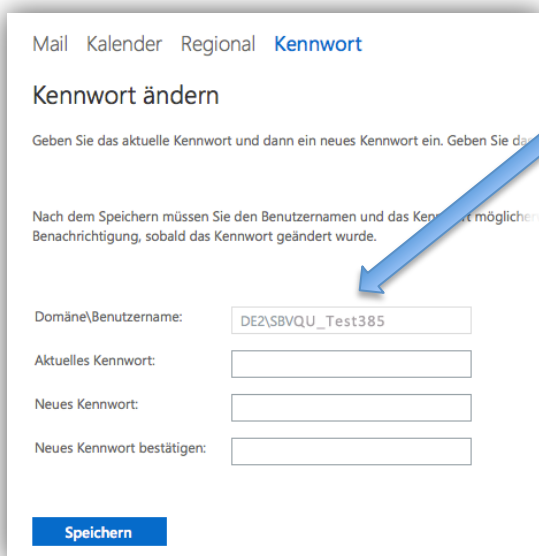 Mail Kalender Regional Kennwort
Kennwort ändern
Geben Sie das aktuelle Kennwort und dann ein neues Kennwort ein. Geben Sie
Nach dem Speichern müssen Sie den Benutzernamen und das
Benachrichtigung, sobald das Kennwort geändert wurde.
Domäne\Benutzername: DE2\SBVQU_Test385
Aktuelles Kennwort:
Neues Kennwort:
Neues Kennwort bestätigen:
Speichern